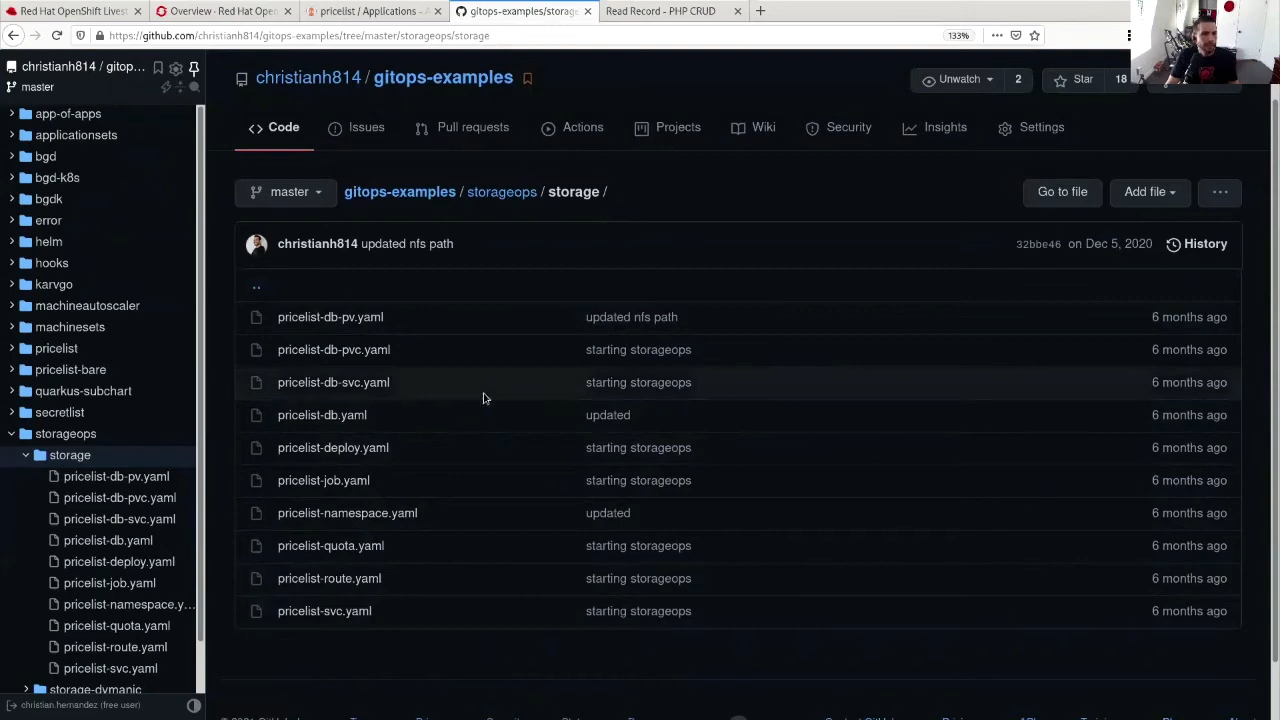 Red Hat OpenShift Livest
Overview · Red Hat Open
pricelist / Applications - A
gitops-examples/storage
Read Record - PHP CRUD
https://github.com/christianh814/gitops-examples/tree/master/storageops/storage
133%
christianh814 / gitop...
master
app-of-apps
applicationsets
bgd
bgd-k8s
bgdk
error
helm
hooks
karvgo
machineautoscaler
machinesets
pricelist
pricelist-bare
quarkus-subchart
secretlist
storageops
storage
pricelist-db-pv.yaml
pricelist-db-pvc.yaml
pricelist-db-svc.yaml
pricelist-db.yaml
pricelist-deploy.yaml
pricelist-job.yaml
pricelist-namespace.y...
pricelist-quota.yaml
pricelist-route.yaml
pricelist-svc.yaml
storage-dymanic
christian.hernandez (free user)
christianh814 / gitops-examples
Unwatch 2
Star 18
Code
Issues
Pull requests
Actions
Projects
Wiki
Security
Insights
Settings
master
gitops-examples / storageops / storage /
Go to file
Add file
christianh814 updated nfs path
32bbe46 on Dec 5, 2020
History
..
pricelist-db-pv.yaml updated nfs path 6 months ago
pricelist-db-pvc.yaml starting storageops 6 months ago
pricelist-db-svc.yaml starting storageops 6 months ago
pricelist-db.yaml updated 6 months ago
pricelist-deploy.yaml starting storageops 6 months ago
pricelist-job.yaml starting storageops 6 months ago
pricelist-namespace.yaml updated 6 months ago
pricelist-quota.yaml starting storageops 6 months ago
pricelist-route.yaml starting storageops 6 months ago
pricelist-svc.yaml starting storageops 6 months ago